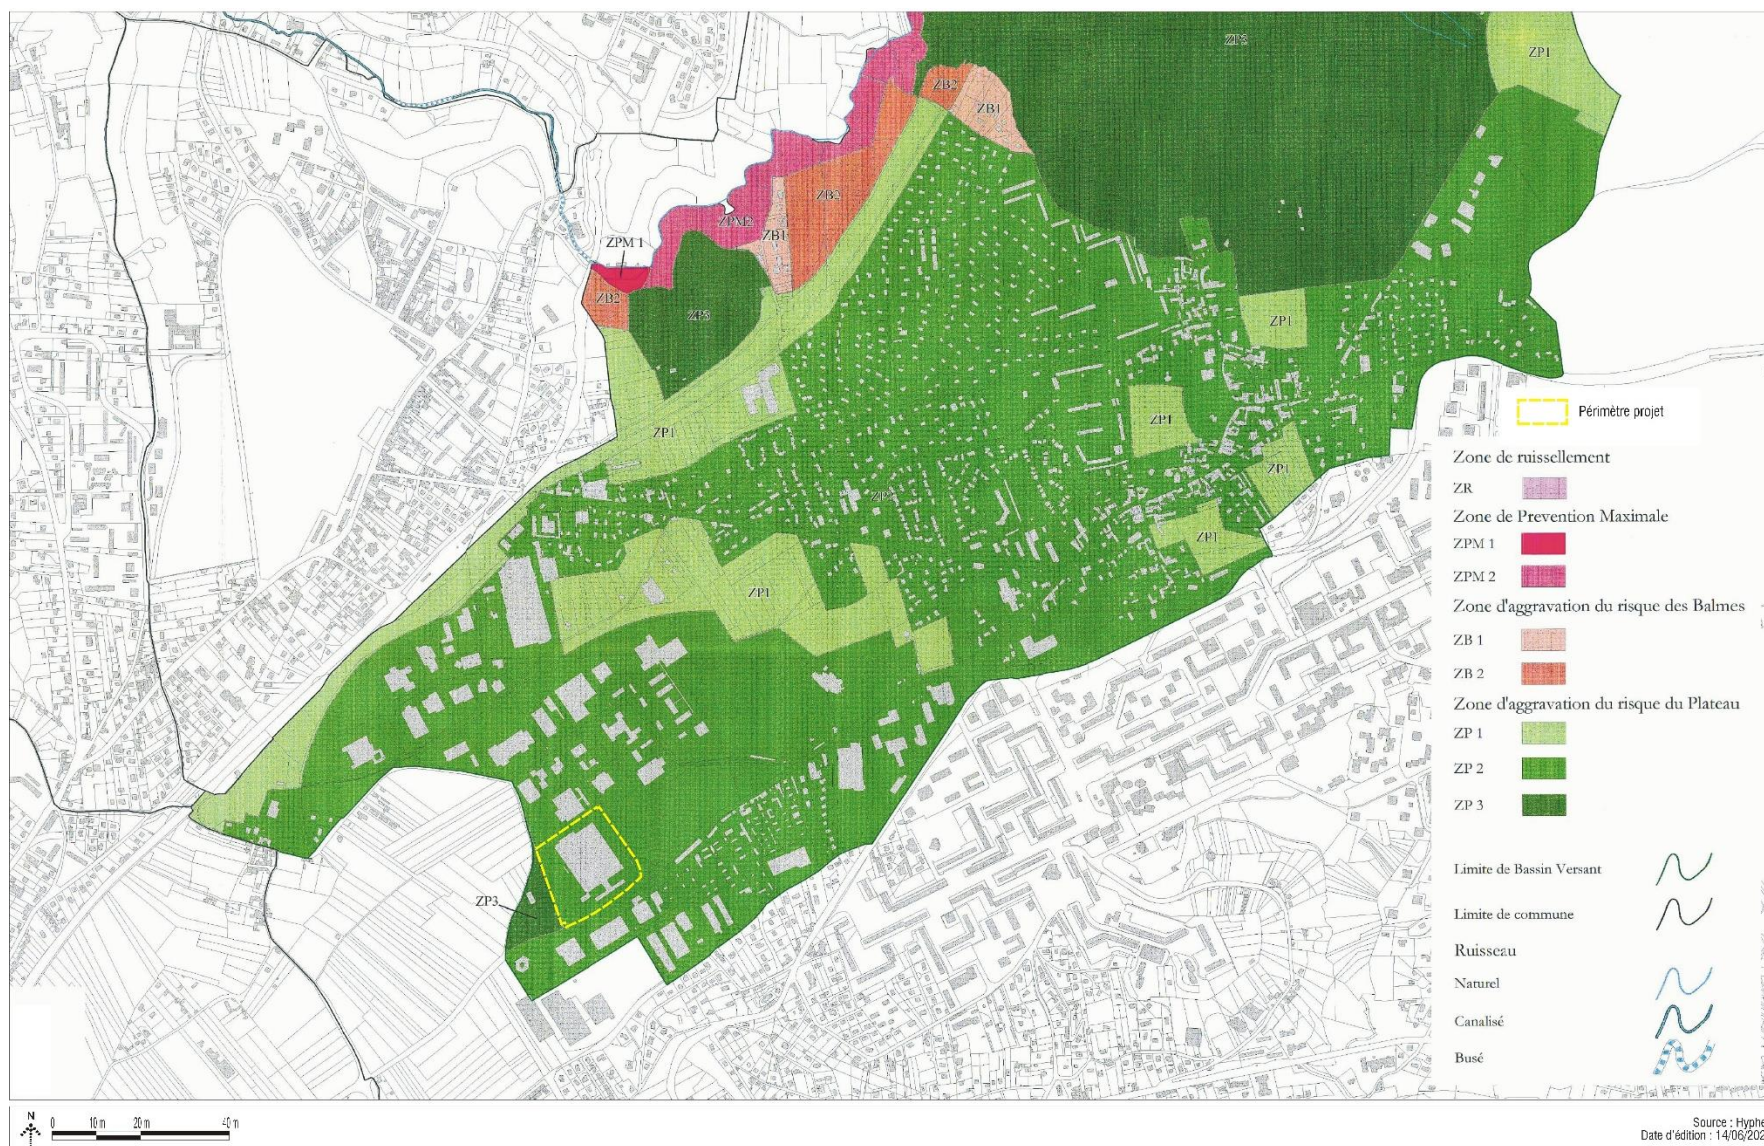 ZP3
ZP1
ZB2
ZB1
ZB2
ZPM2
ZB1
ZPM 1
ZB2
ZP3
ZP1
ZP1
ZP1
ZP1
ZP1
ZP1
ZP1
ZP3
Périmètre projet
Zone de ruissellement
ZR
Zone de Prevention Maximale
ZPM 1
ZPM 2
Zone d'aggravation du risque des Balmes
ZB 1
ZB 2
Zone d'aggravation du risque du Plateau
ZP 1
ZP 2
ZP 3
Limite de Bassin Versant
Limite de commune
Ruisseau
Naturel
Canalisé
Busé
N
0 10 m 20 m 40 m
Source : Hypha
Date d'édition : 14/06/202